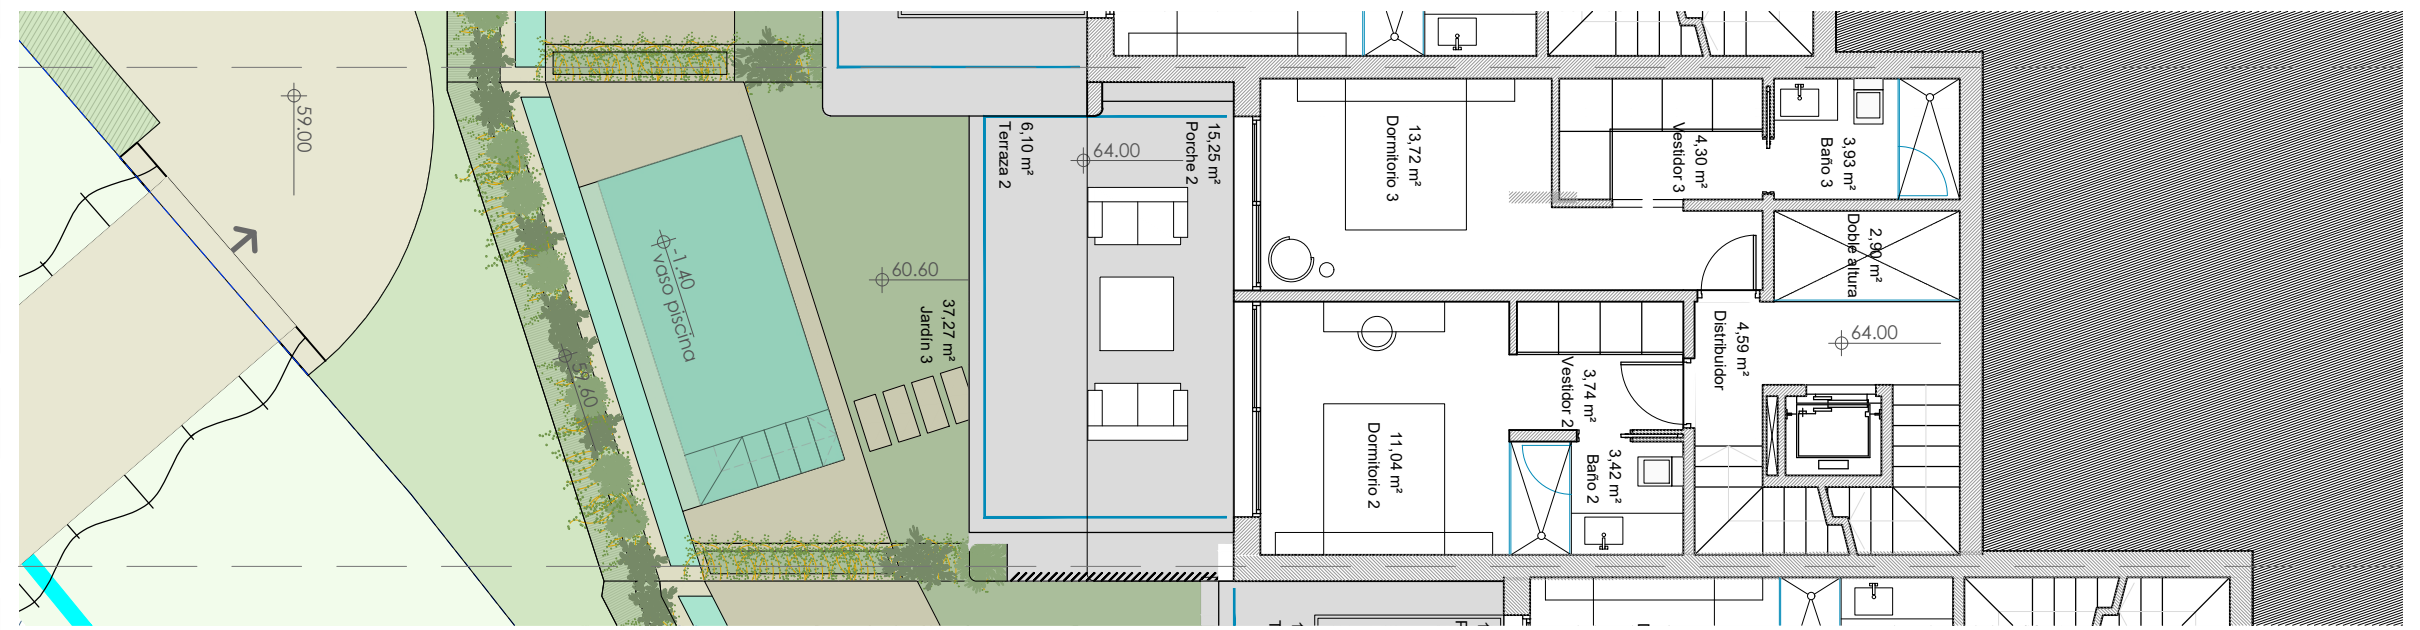 59.00
-1.40
vaso piscina
59.60
60.60
37,27 m²
Jardín 3
6,10 m²
Terraza 2
64.00
15,25 m²
Porche 2
13,72 m²
Dormitorio 3
4,30 m²
Vestidor 3
3,93 m²
Baño 3
2,90 m²
Doble altura
4,59 m²
Distribuidor
64.00
3,74 m²
Vestidor 2
11,04 m²
Dormitorio 2
3,42 m²
Baño 2